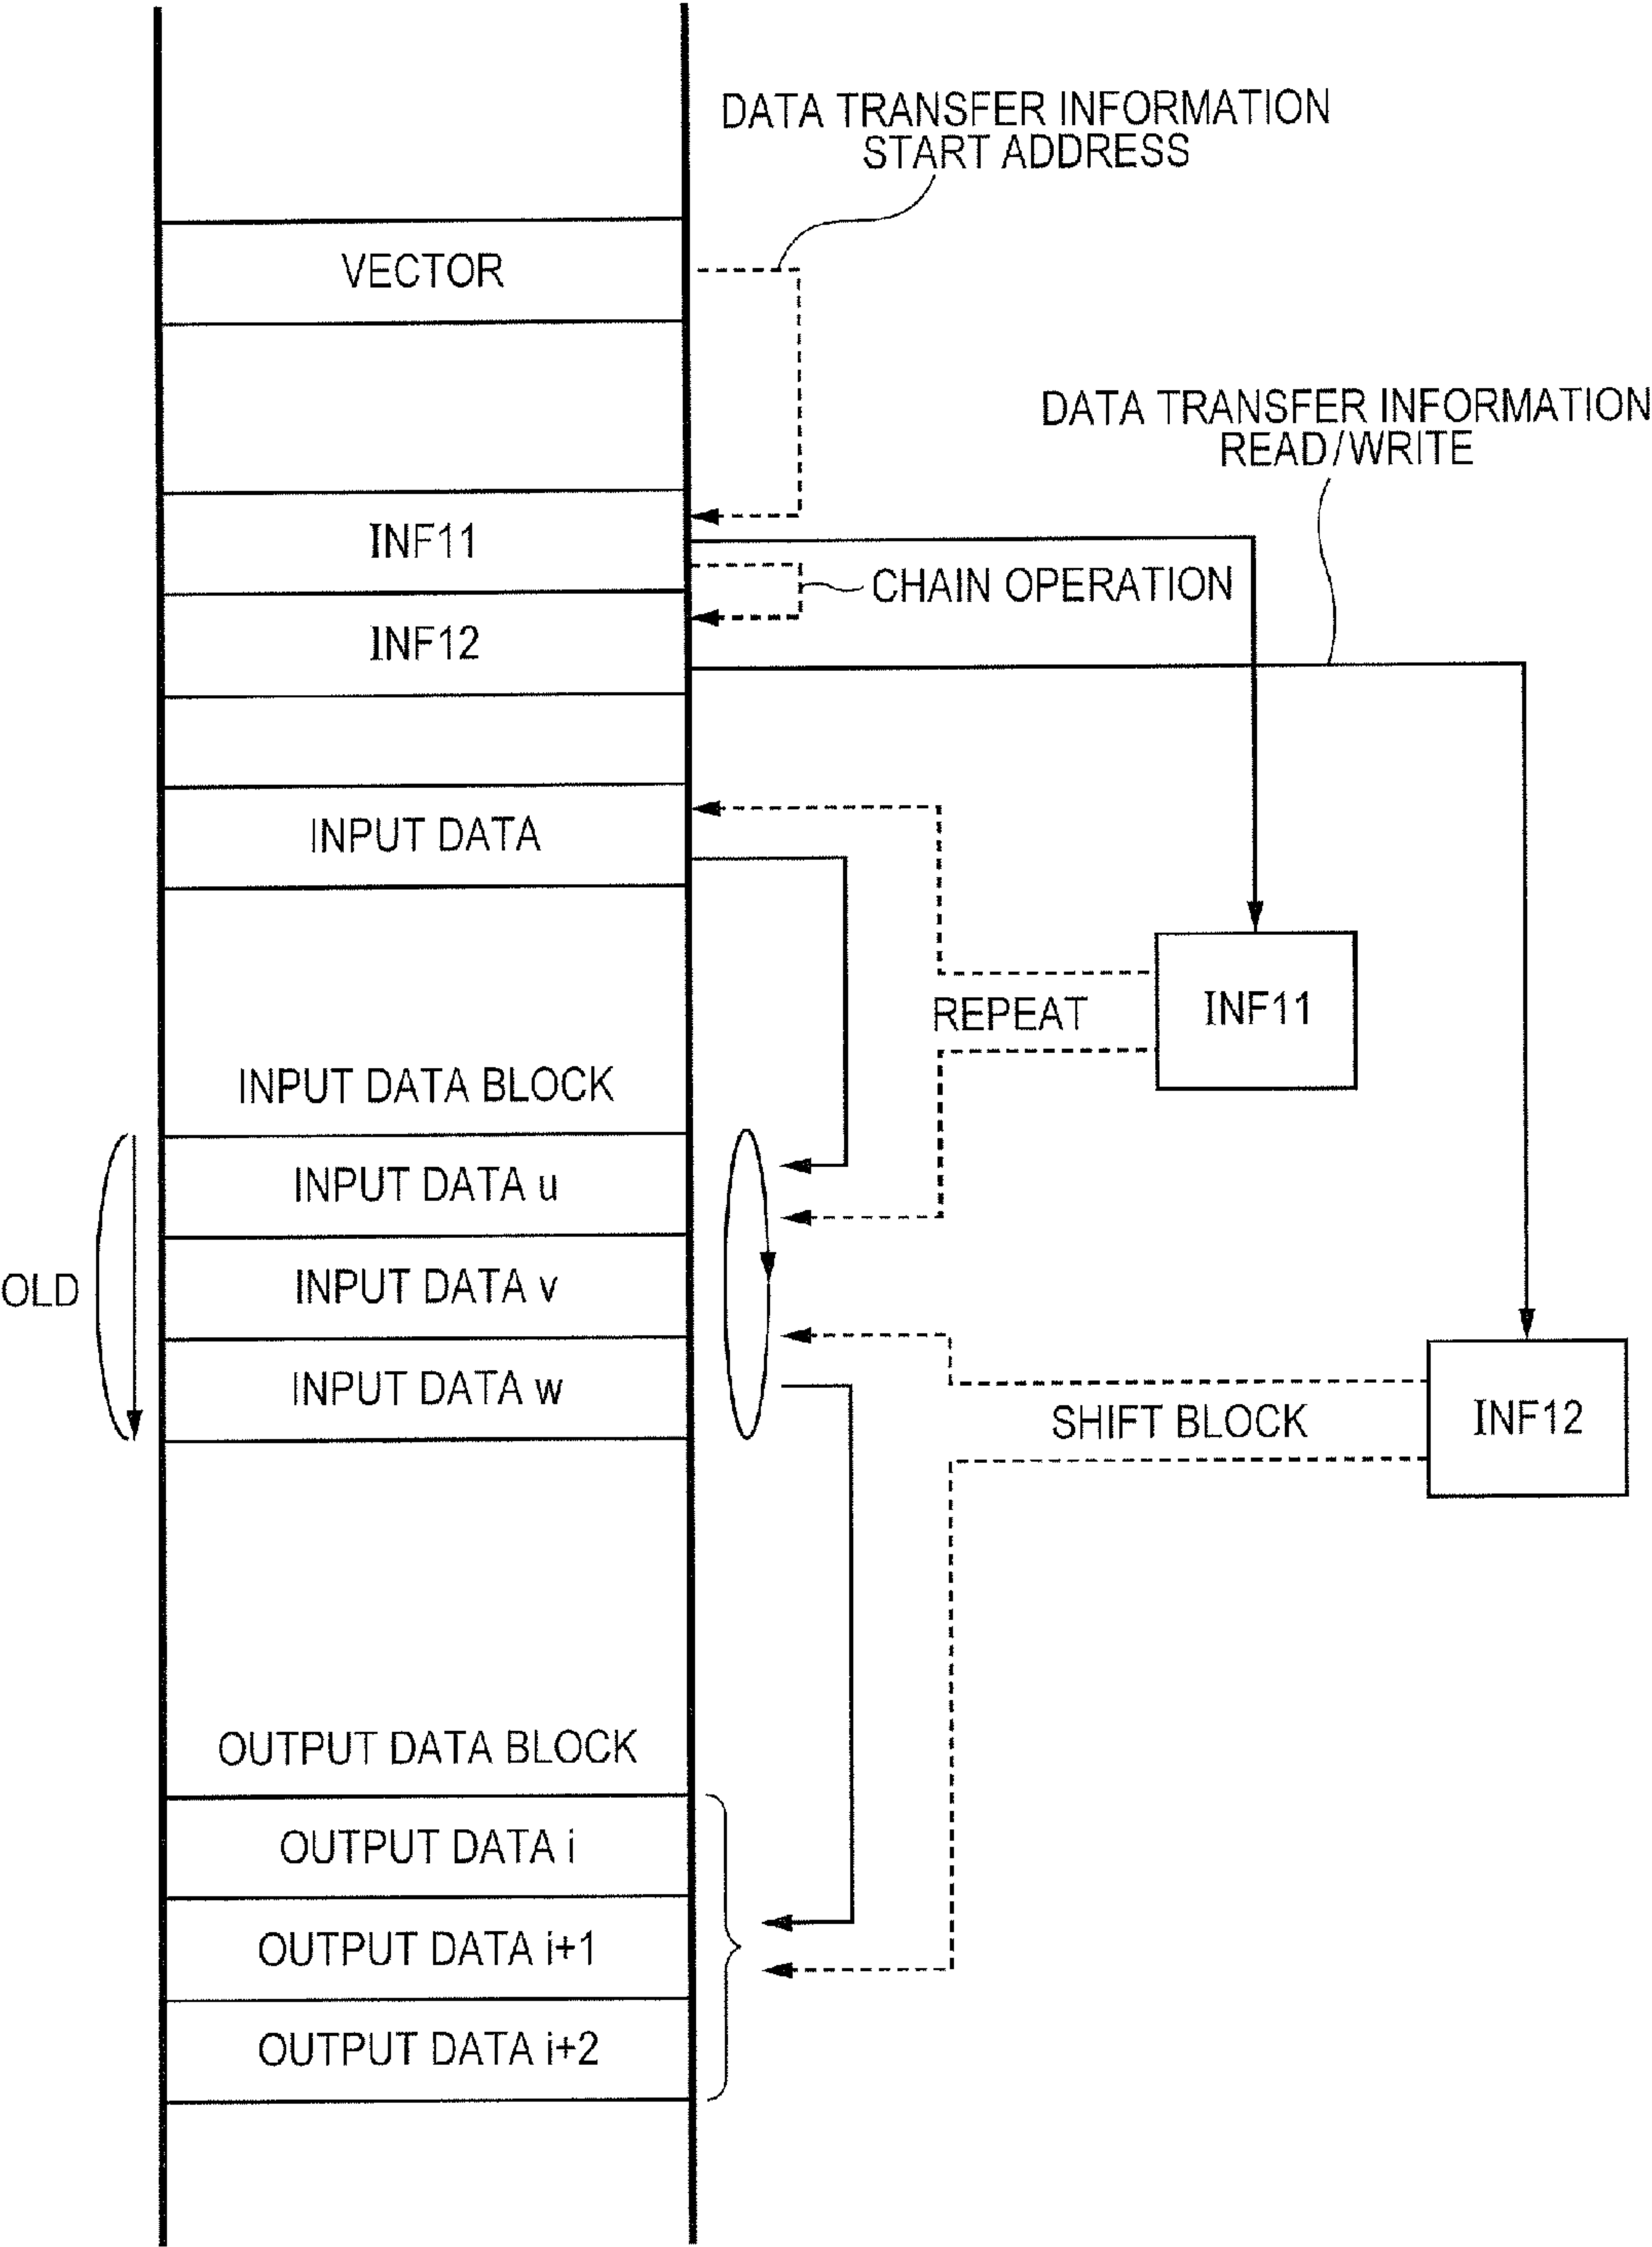 DATA TRANSFER INFORMATION
START ADDRESS
VECTOR
DATA TRANSFER INFORMATION
READ/WRITE
INF11
CHAIN OPERATION
INF12
INPUT DATA
INF11
REPEAT
INPUT DATA BLOCK
INPUT DATA u
OLD
INPUT DATA v
INPUT DATA w
SHIFT BLOCK
INF12
OUTPUT DATA BLOCK
OUTPUT DATA i
OUTPUT DATA i+1
OUTPUT DATA i+2